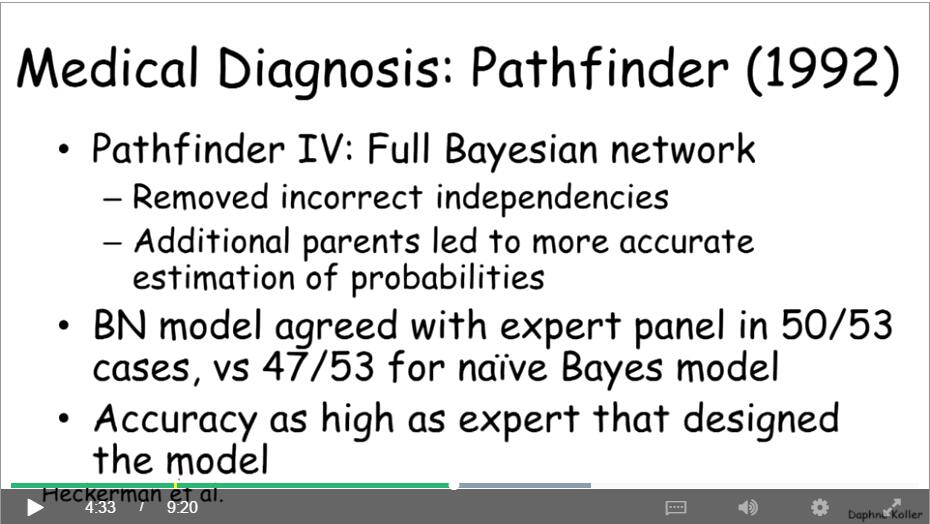 Medical Diagnosis: Pathfinder (1992)
• Pathfinder IV: Full Bayesian network
– Removed incorrect independencies
– Additional parents led to more accurate
estimation of probabilities
• BN model agreed with expert panel in 50/53
cases, vs 47/53 for naïve Bayes model
• Accuracy as high as expert that designed
the model
Heckerman et al.
4:33 / 9:20
Daphne Koller